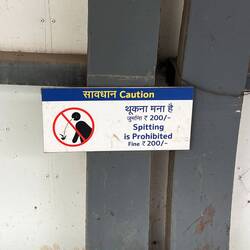 सावधान Caution
थूकना मना है
जुर्माना ₹ 200/-
Spitting
is Prohibited
Fine ₹ 200/-